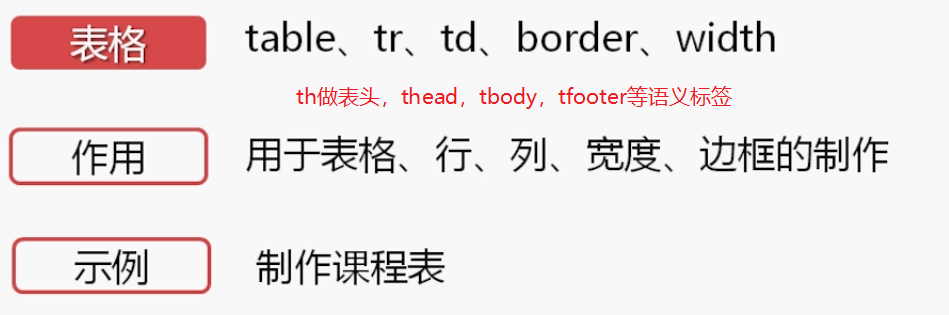 表格 table、tr、td、border、width
th做表头，thead，tbody，tfooter等语义标签
作用 用于表格、行、列、宽度、边框的制作
示例 制作课程表